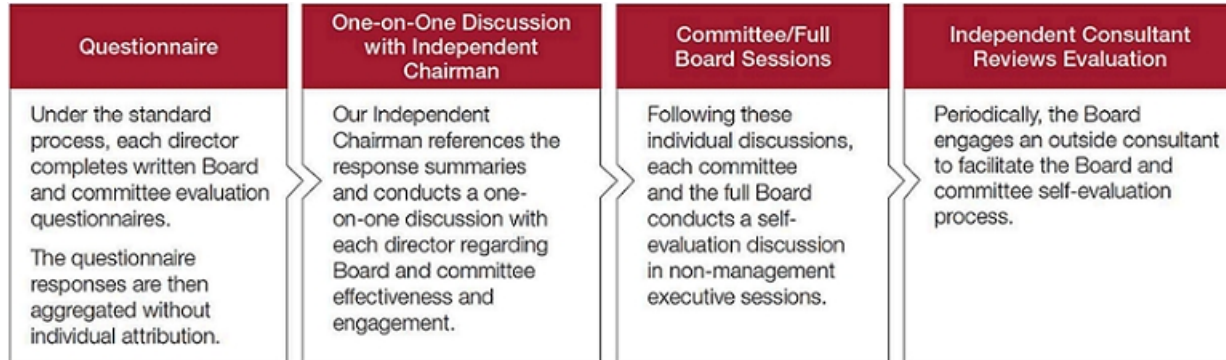 Questionnaire
Under the standard
process, each director
completes written Board
and committee evaluation
questionnaires.
The questionnaire
responses are then
aggregated without
individual attribution.
One-on-One Discussion
with Independent
Chairman
Our Independent
Chairman references the
response summaries
and conducts a one-
on-one discussion with
each director regarding
Board and committee
effectiveness and
engagement.
Committee/Full
Board Sessions
Following these
individual discussions,
each committee
and the full Board
conducts a self-
evaluation discussion
in non-management
executive sessions.
Independent Consultant
Reviews Evaluation
Periodically, the Board
engages an outside consultant
to facilitate the Board and
committee self-evaluation
process.